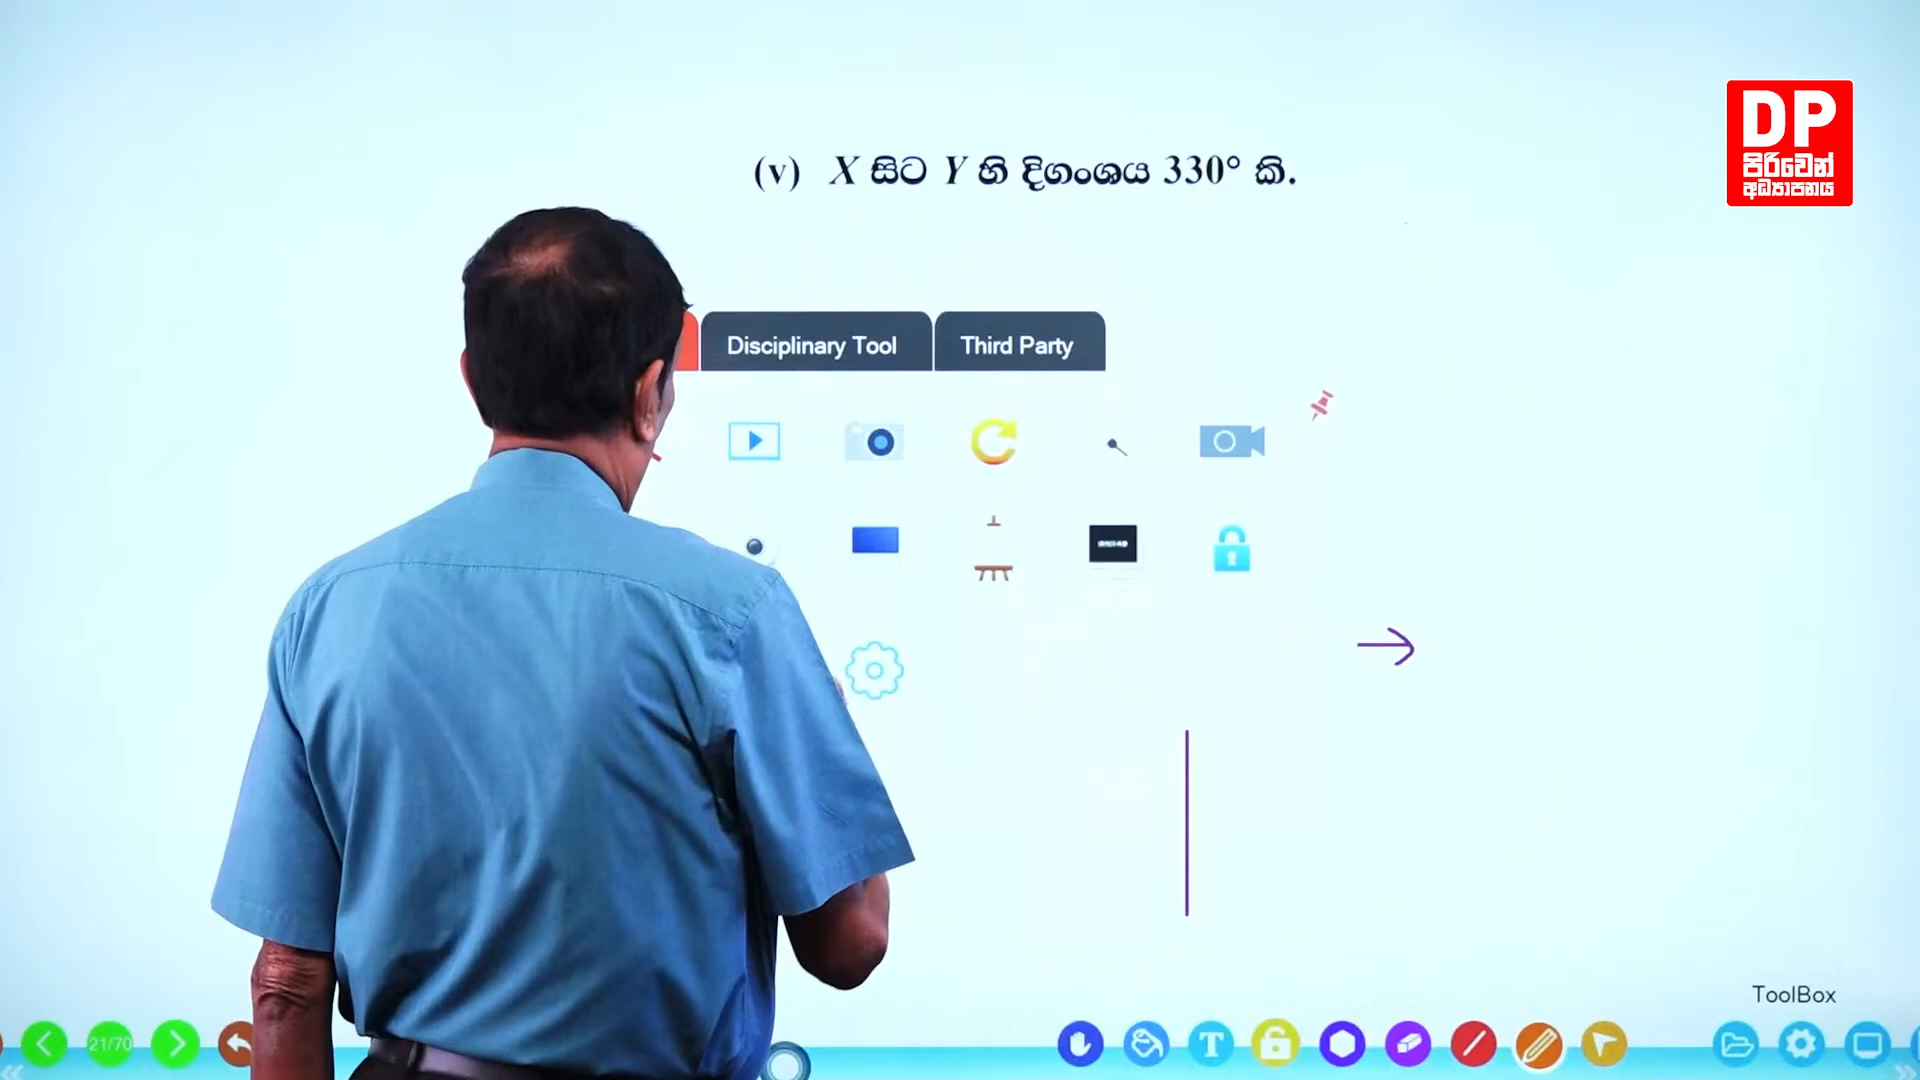 DP
පිරිවෙන්
අධ්‍යාපනය
(v) X සිට Y හි දිගංශය 330° කි.
Disciplinary Tool
Third Party
ToolBox
21/70
T